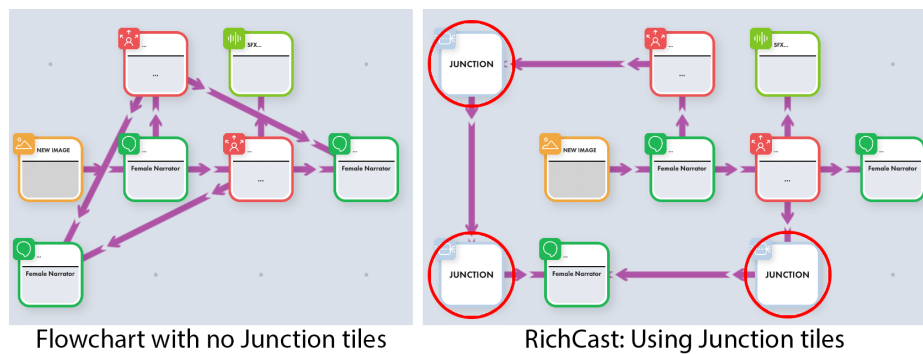 ...
SFX...
...
NEW IMAGE
...
Female Narrator
...
...
...
Female Narrator
...
Female Narrator
Flowchart with no Junction tiles
JUNCTION
...
...
SFX...
NEW IMAGE
...
Female Narrator
...
...
...
Female Narrator
JUNCTION
...
Female Narrator
JUNCTION
RichCast: Using Junction tiles